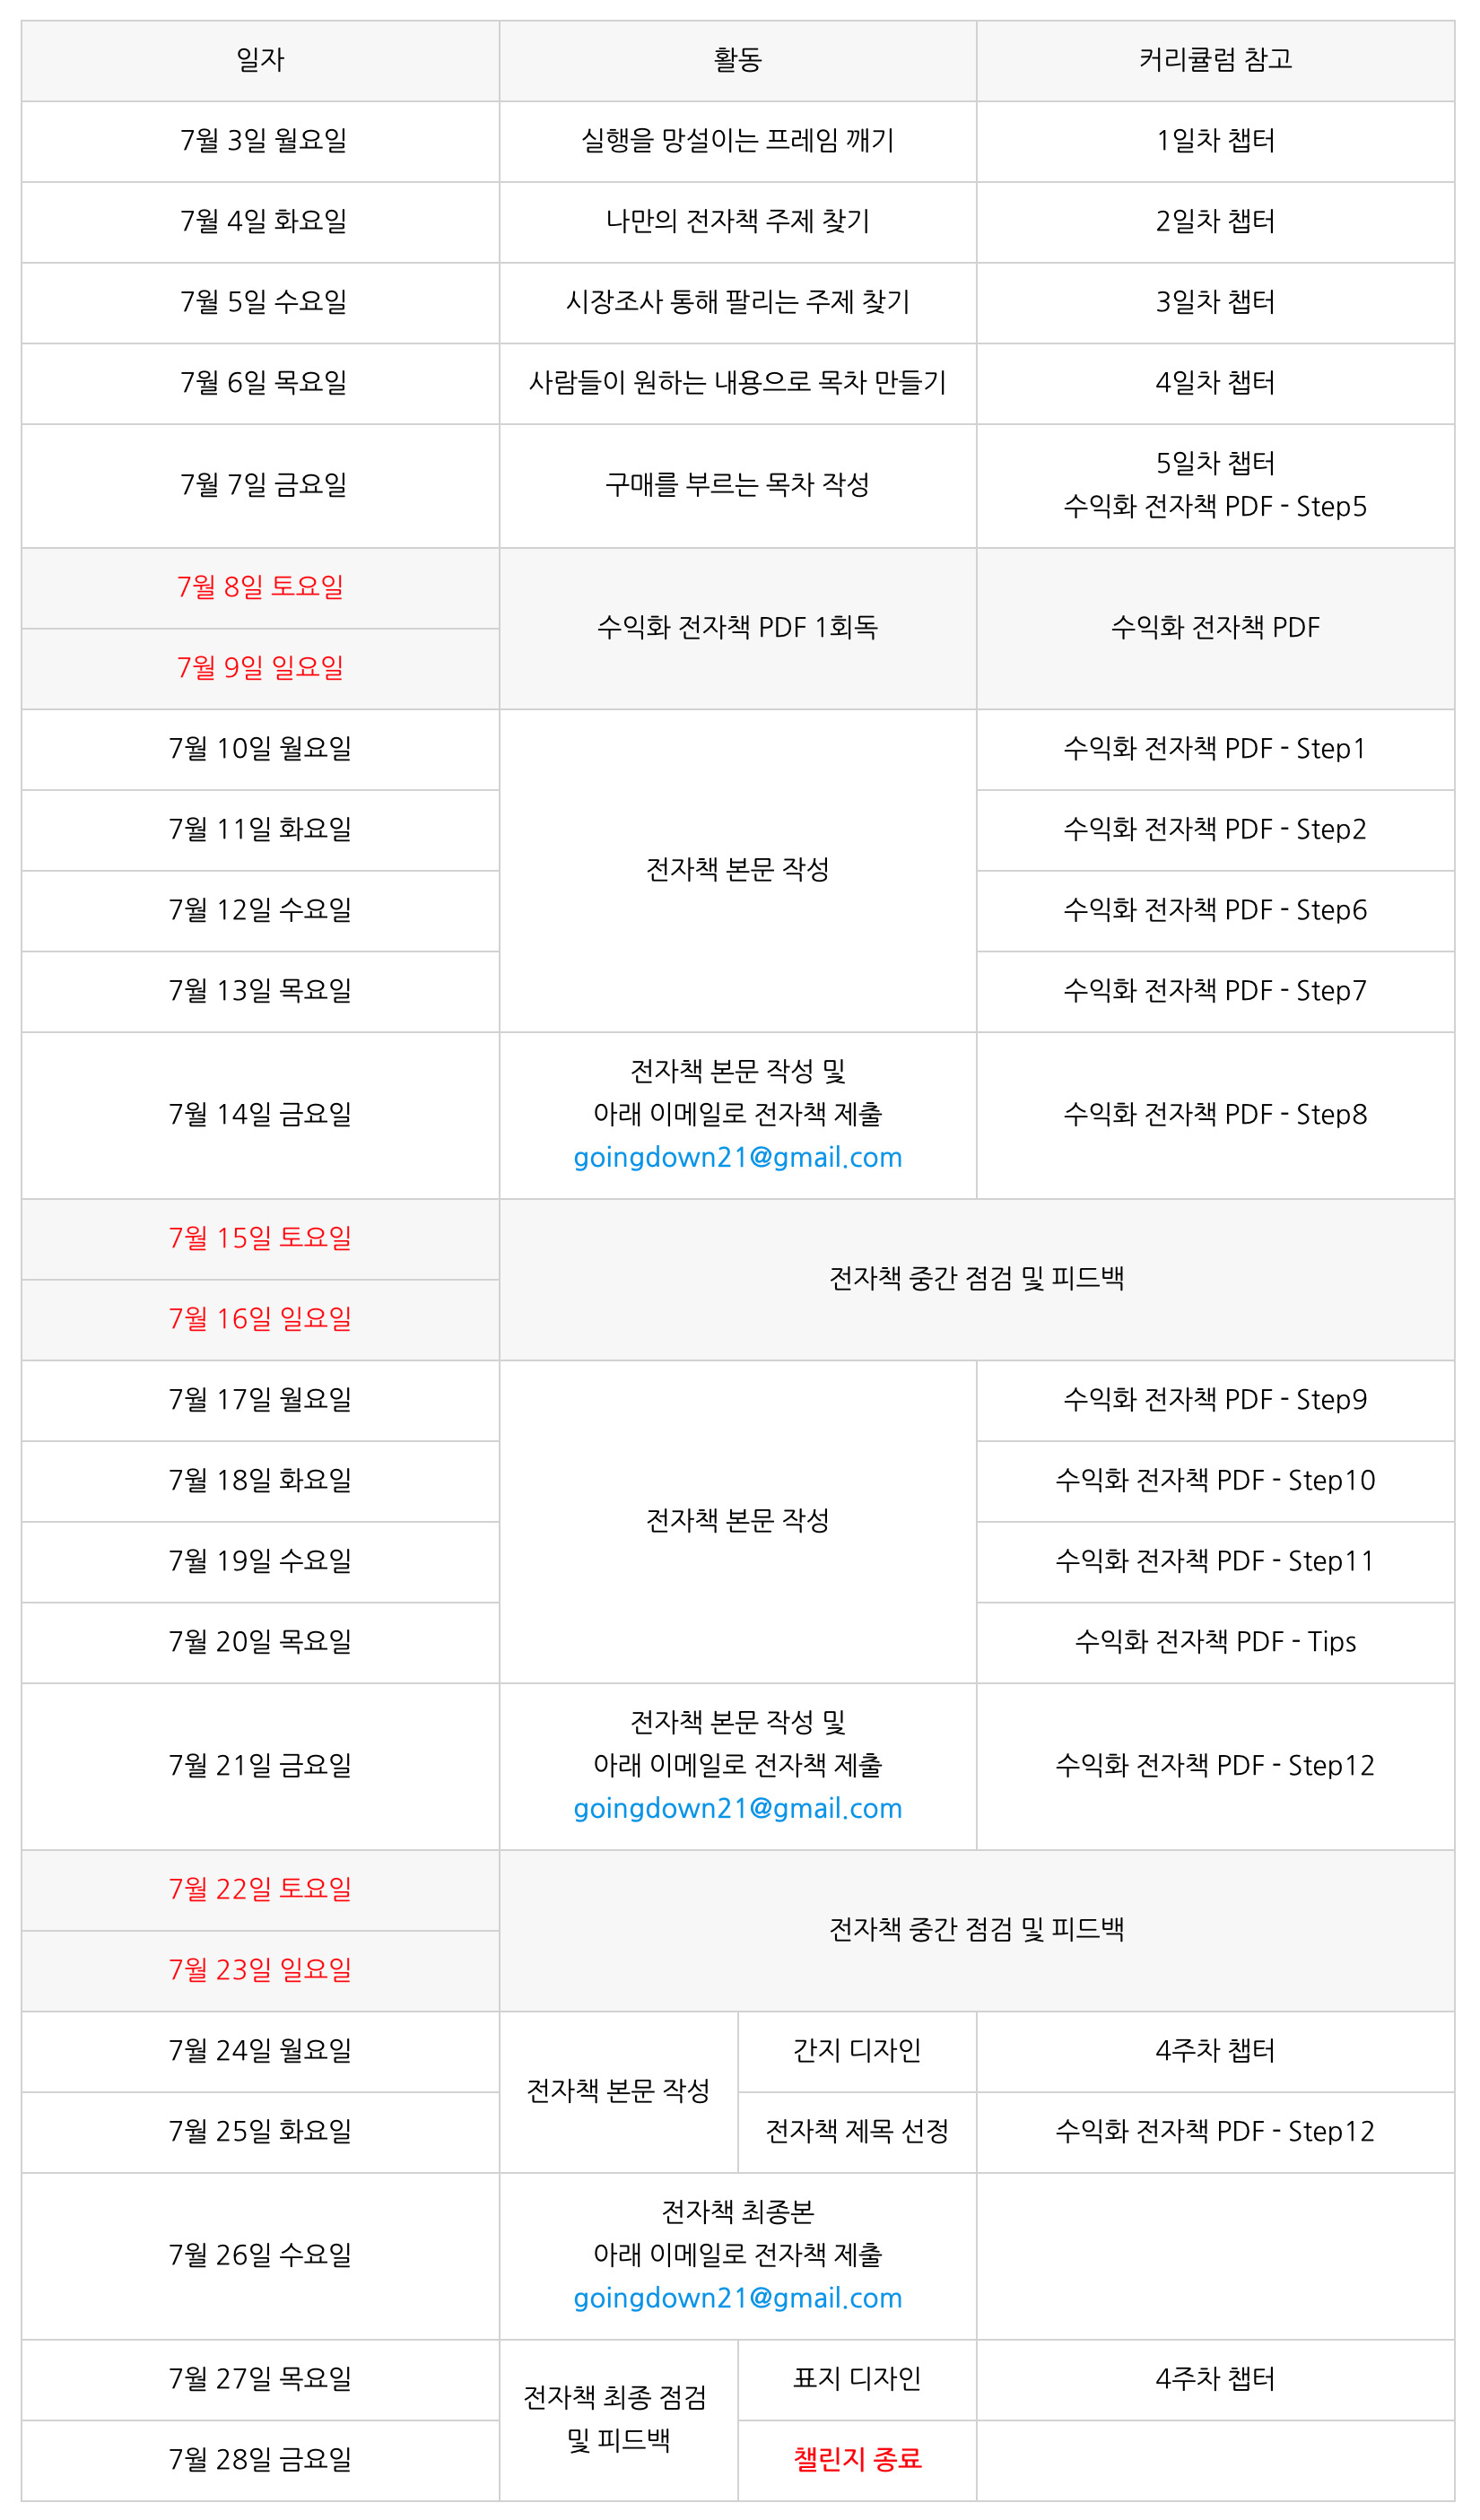 일자 활동 커리큘럼 참고
7월 3일 월요일 실행을 망설이는 프레임 깨기 1일차 챕터
7월 4일 화요일 나만의 전자책 주제 찾기 2일차 챕터
7월 5일 수요일 시장조사 통해 팔리는 주제 찾기 3일차 챕터
7월 6일 목요일 사람들이 원하는 내용으로 목차 만들기 4일차 챕터
7월 7일 금요일 구매를 부르는 목차 작성 5일차 챕터
수익화 전자책 PDF - Step5
7월 8일 토요일
수익화 전자책 PDF 1회독 수익화 전자책 PDF
7월 9일 일요일
7월 10일 월요일 수익화 전자책 PDF - Step1
7월 11일 화요일 수익화 전자책 PDF - Step2
전자책 본문 작성
7월 12일 수요일 수익화 전자책 PDF - Step6
7월 13일 목요일 수익화 전자책 PDF - Step7
전자책 본문 작성 및
7월 14일 금요일 아래 이메일로 전자책 제출 수익화 전자책 PDF - Step8
goingdown21@gmail.com
7월 15일 토요일
전자책 중간 점검 및 피드백
7월 16일 일요일
7월 17일 월요일 수익화 전자책 PDF - Step9
7월 18일 화요일 수익화 전자책 PDF - Step10
전자책 본문 작성
7월 19일 수요일 수익화 전자책 PDF - Step11
7월 20일 목요일 수익화 전자책 PDF - Tips
전자책 본문 작성 및
7월 21일 금요일 아래 이메일로 전자책 제출 수익화 전자책 PDF - Step12
goingdown21@gmail.com
7월 22일 토요일
전자책 중간 점검 및 피드백
7월 23일 일요일
7월 24일 월요일 간지 디자인 4주차 챕터
전자책 본문 작성
7월 25일 화요일 전자책 제목 선정 수익화 전자책 PDF - Step12
전자책 최종본
7월 26일 수요일 아래 이메일로 전자책 제출
goingdown21@gmail.com
7월 27일 목요일 표지 디자인 4주차 챕터
전자책 최종 점검
및 피드백
7월 28일 금요일 챌린지 종료